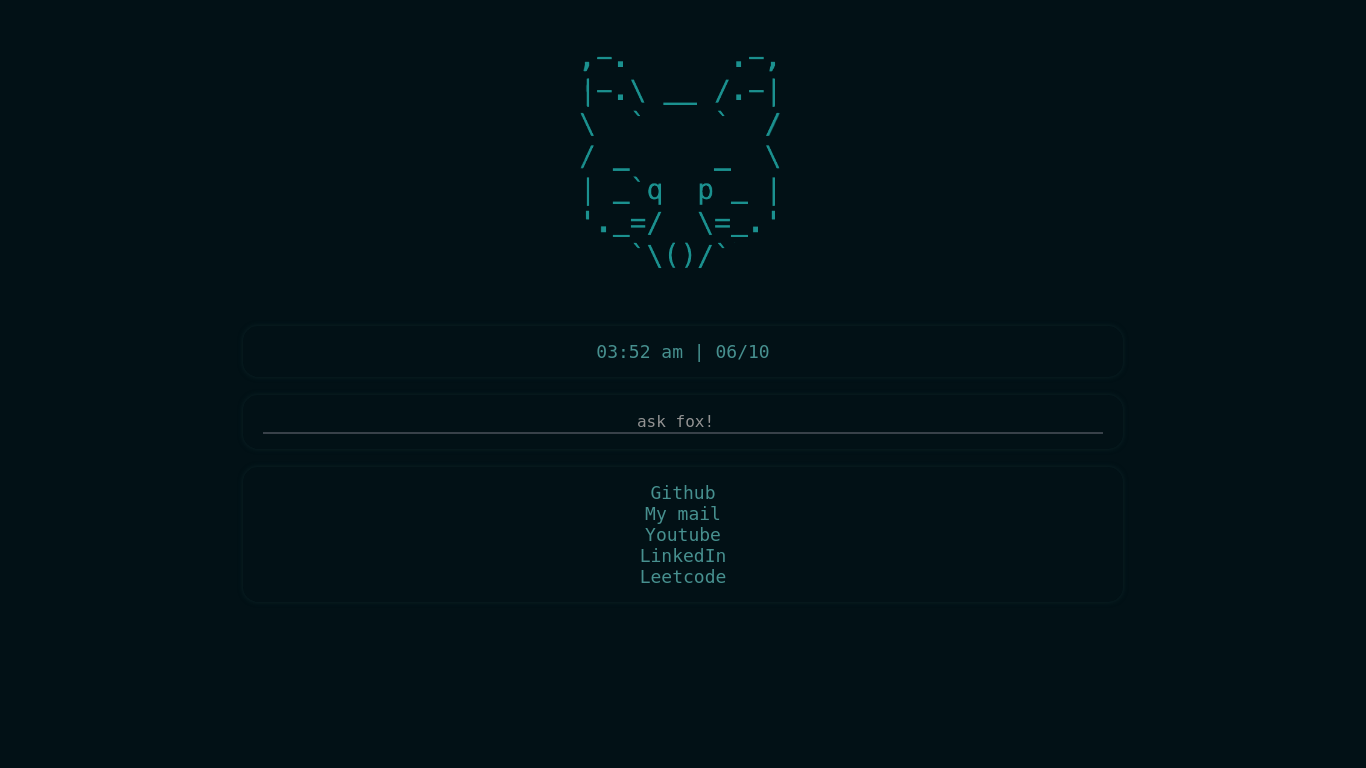 03:52 am | 06/10
ask fox!
Github
My mail
Youtube
LinkedIn
Leetcode